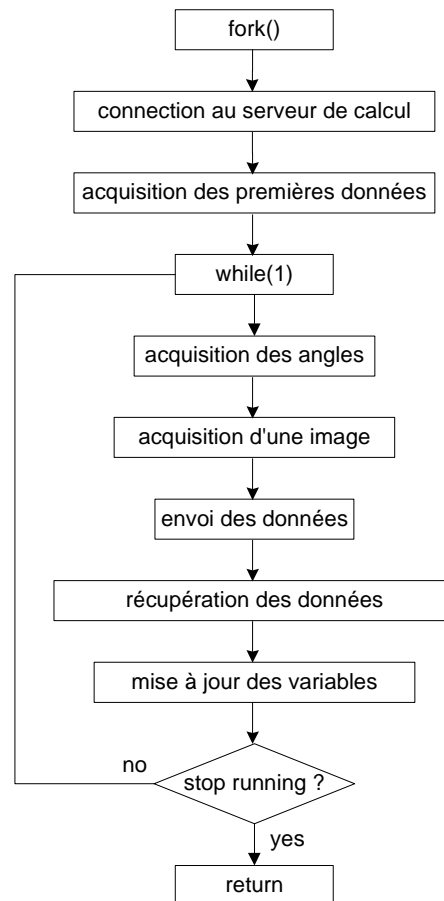 fork()
connection au serveur de calcul
acquisition des premières données
while(1)
acquisition des angles
acquisition d'une image
envoi des données
récupération des données
mise à jour des variables
no
stop running ?
yes
return